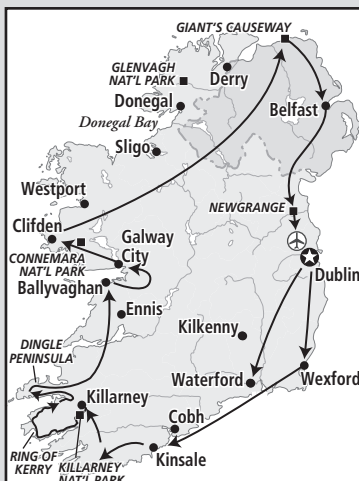 GIANT'S CAUSEWAY
GLENVAGH
NAT'L PARK
Derry
Donegal
Belfast
Donegal Bay
Sligo
Westport
NEWGRANGE
Clifden
Galway
City
CONNEMARA
NAT'L PARK
Dublin
Ballyvaghan
Ennis
Kilkenny
DINGLE
PENINSULA
Waterford
Wexford
Killarney
Cobh
RING OF
KERRY
KILLARNEY
NAT'L PARK
Kinsale